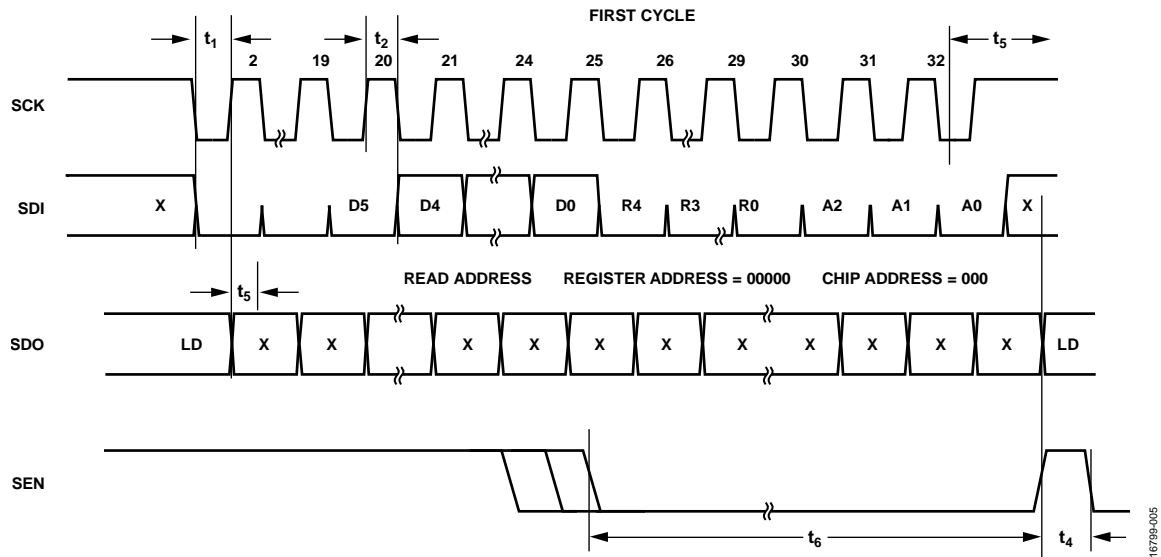 FIRST CYCLE
t1 t2 t5
2 19 20 21 24 25 26 29 30 31 32
SCK
SDI X D5 D4 D0 R4 R3 R0 A2 A1 A0 X
READ ADDRESS REGISTER ADDRESS = 00000 CHIP ADDRESS = 000
t5
SDO LD X X X X X X X X X X X LD
SEN
t6 t4
16799-005